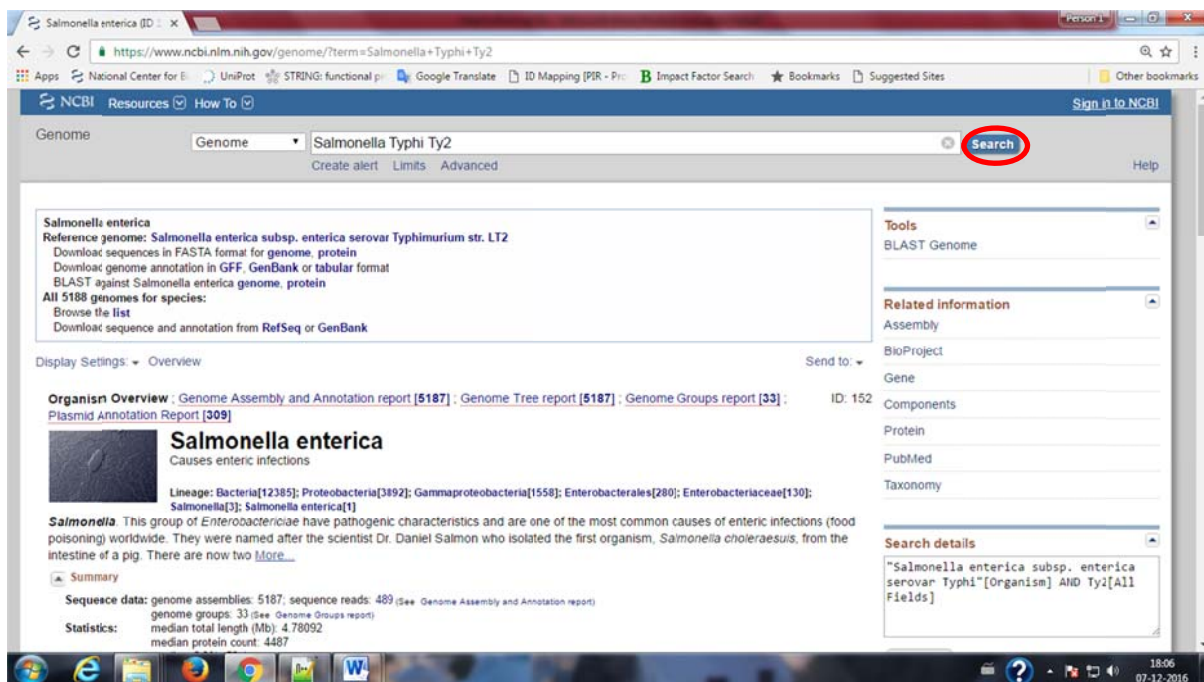 Salmonella enterica (ID :
Person 1
https://www.ncbi.nlm.nih.gov/genome/?term=Salmonella+Typhi+Ty2
Apps National Center for B UniProt STRING: functional p Google Translate ID Mapping [PIR - Pro Impact Factor Search Bookmarks Suggested Sites Other bookmarks
NCBI Resources How To Sign in to NCBI
Genome Genome Salmonella Typhi Ty2 Search
Create alert Limits Advanced Help
Salmonella enterica
Reference genome: Salmonella enterica subsp. enterica serovar Typhimurium str. LT2
Download sequences in FASTA format for genome, protein
Download genome annotation in GFF, GenBank or tabular format
BLAST against Salmonella enterica genome, protein
All 5188 genomes for species:
Browse the list
Download sequence and annotation from RefSeq or GenBank
Display Settings: Overview Send to:
Organism Overview ; Genome Assembly and Annotation report [5187] ; Genome Tree report [5187] ; Genome Groups report [33] ; ID: 152
Plasmid Annotation Report [309]
Salmonella enterica
Causes enteric infections
Lineage: Bacteria[12385]; Proteobacteria[3892]; Gammaproteobacteria[1558]; Enterobacterales[280]; Enterobacteriaceae[130];
Salmonella[3]; Salmonella enterica[1]
Salmonella. This group of Enterobactericiae have pathogenic characteristics and are one of the most common causes of enteric infections (food
poisoning) worldwide. They were named after the scientist Dr. Daniel Salmon who isolated the first organism, Salmonella choleraesuis, from the
intestine of a pig. There are now two More...
Summary
Sequence data: genome assemblies: 5187; sequence reads: 489 (See Genome Assembly and Annotation report)
genome groups: 33 (See Genome Groups report)
Statistics: median total length (Mb): 4.78092
median protein count: 4487
Tools
BLAST Genome
Related information
Assembly
BioProject
Gene
Components
Protein
PubMed
Taxonomy
Search details
"Salmonella enterica subsp. enterica
serovar Typhi"[Organism] AND Ty2[All
Fields]
18:06
07-12-2016